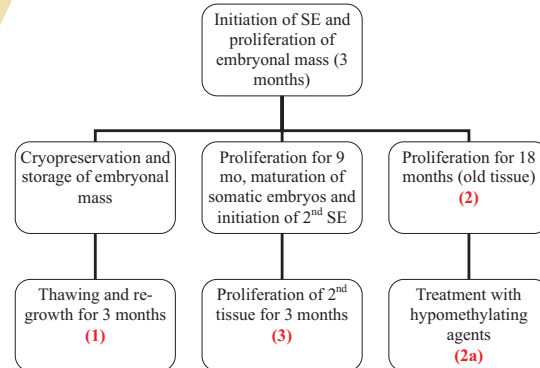 Initiation of SE and
proliferation of
embryonal mass (3
months)
Cryopreservation and
storage of embryonal
mass
Proliferation for 9
mo, maturation of
somatic embryos and
initiation of 2nd SE
Proliferation for 18
months (old tissue)
(2)
Thawing and re-
growth for 3 months
(1)
Proliferation of 2nd
tissue for 3 months
(3)
Treatment with
hypomethylating
agents
(2a)